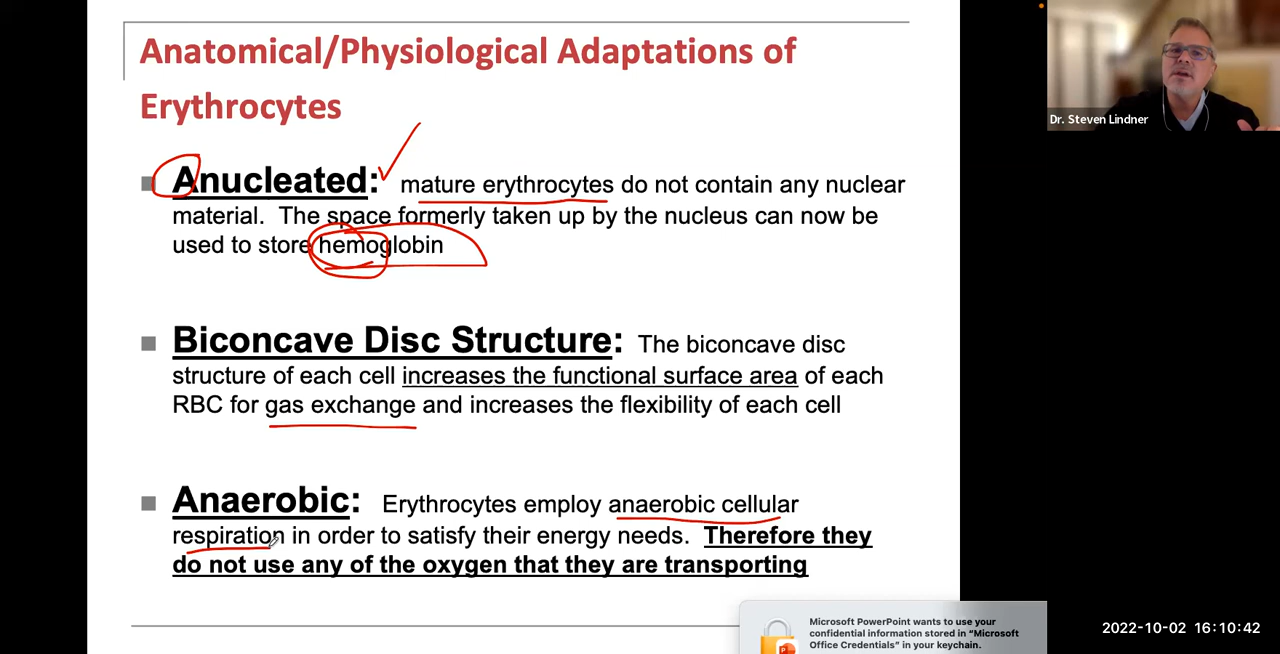 Anatomical/Physiological Adaptations of
Erythrocytes
Anucleated: mature erythrocytes do not contain any nuclear
material. The space formerly taken up by the nucleus can now be
used to store hemoglobin
Biconcave Disc Structure: The biconcave disc
structure of each cell increases the functional surface area of each
RBC for gas exchange and increases the flexibility of each cell
Anaerobic: Erythrocytes employ anaerobic cellular
respiration in order to satisfy their energy needs. Therefore they
do not use any of the oxygen that they are transporting
Dr. Steven Lindner
Microsoft PowerPoint wants to use your
confidential information stored in “Microsoft
Office Credentials” in your keychain.
2022-10-02 16:10:42